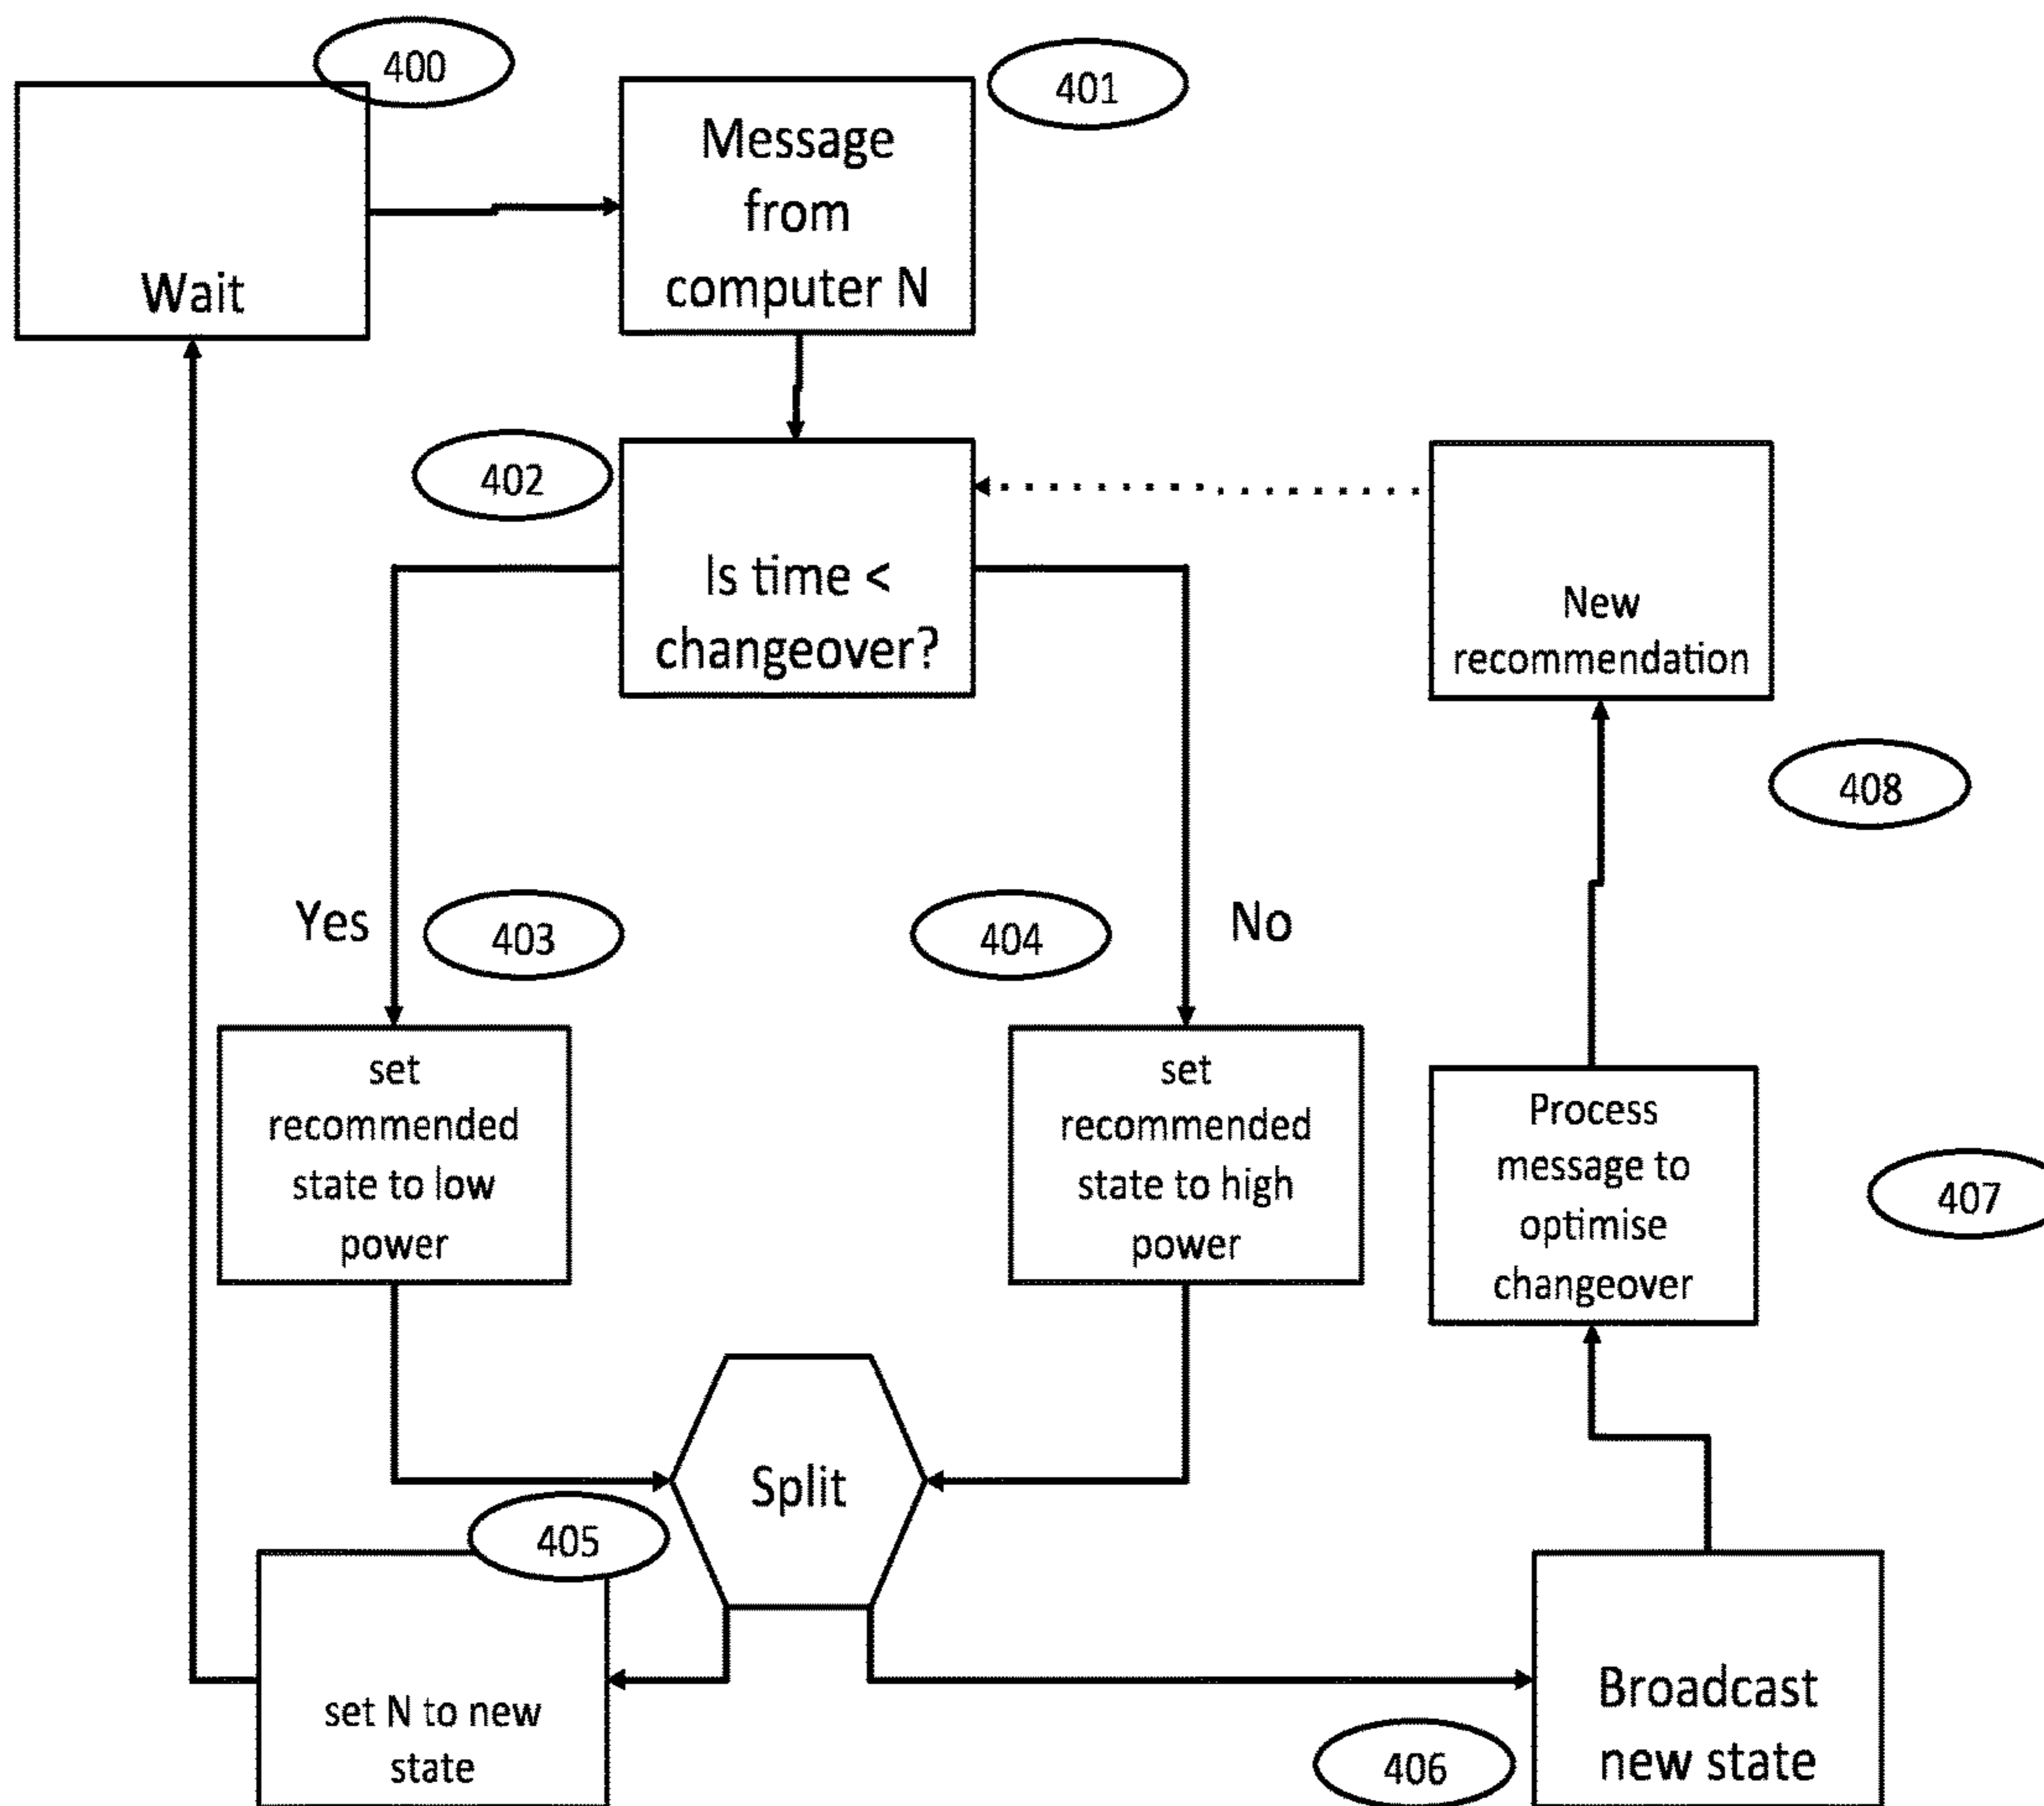 400
Wait
401
Message
from
computer N
402
Is time <
changeover?
New
recommendation
408
Yes
403
404
No
set
recommended
state to low
power
set
recommended
state to high
power
Process
message to
optimise
changeover
407
Split
405
set N to new
state
406
Broadcast
new state